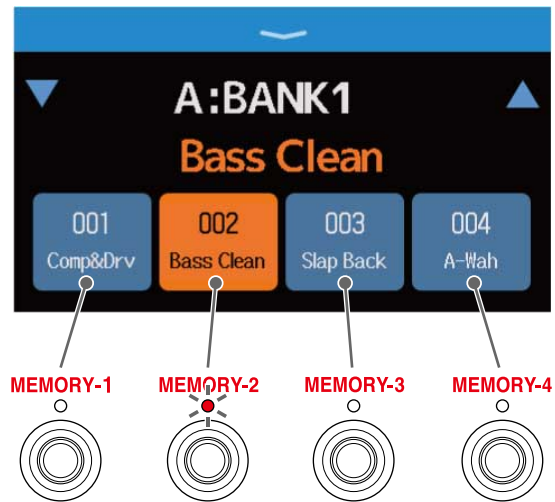 A:BANK1
Bass Clean
001 002 003 004
Comp&Drv Bass Clean Slap Back A-Wah
MEMORY-1 MEMORY-2 MEMORY-3 MEMORY-4